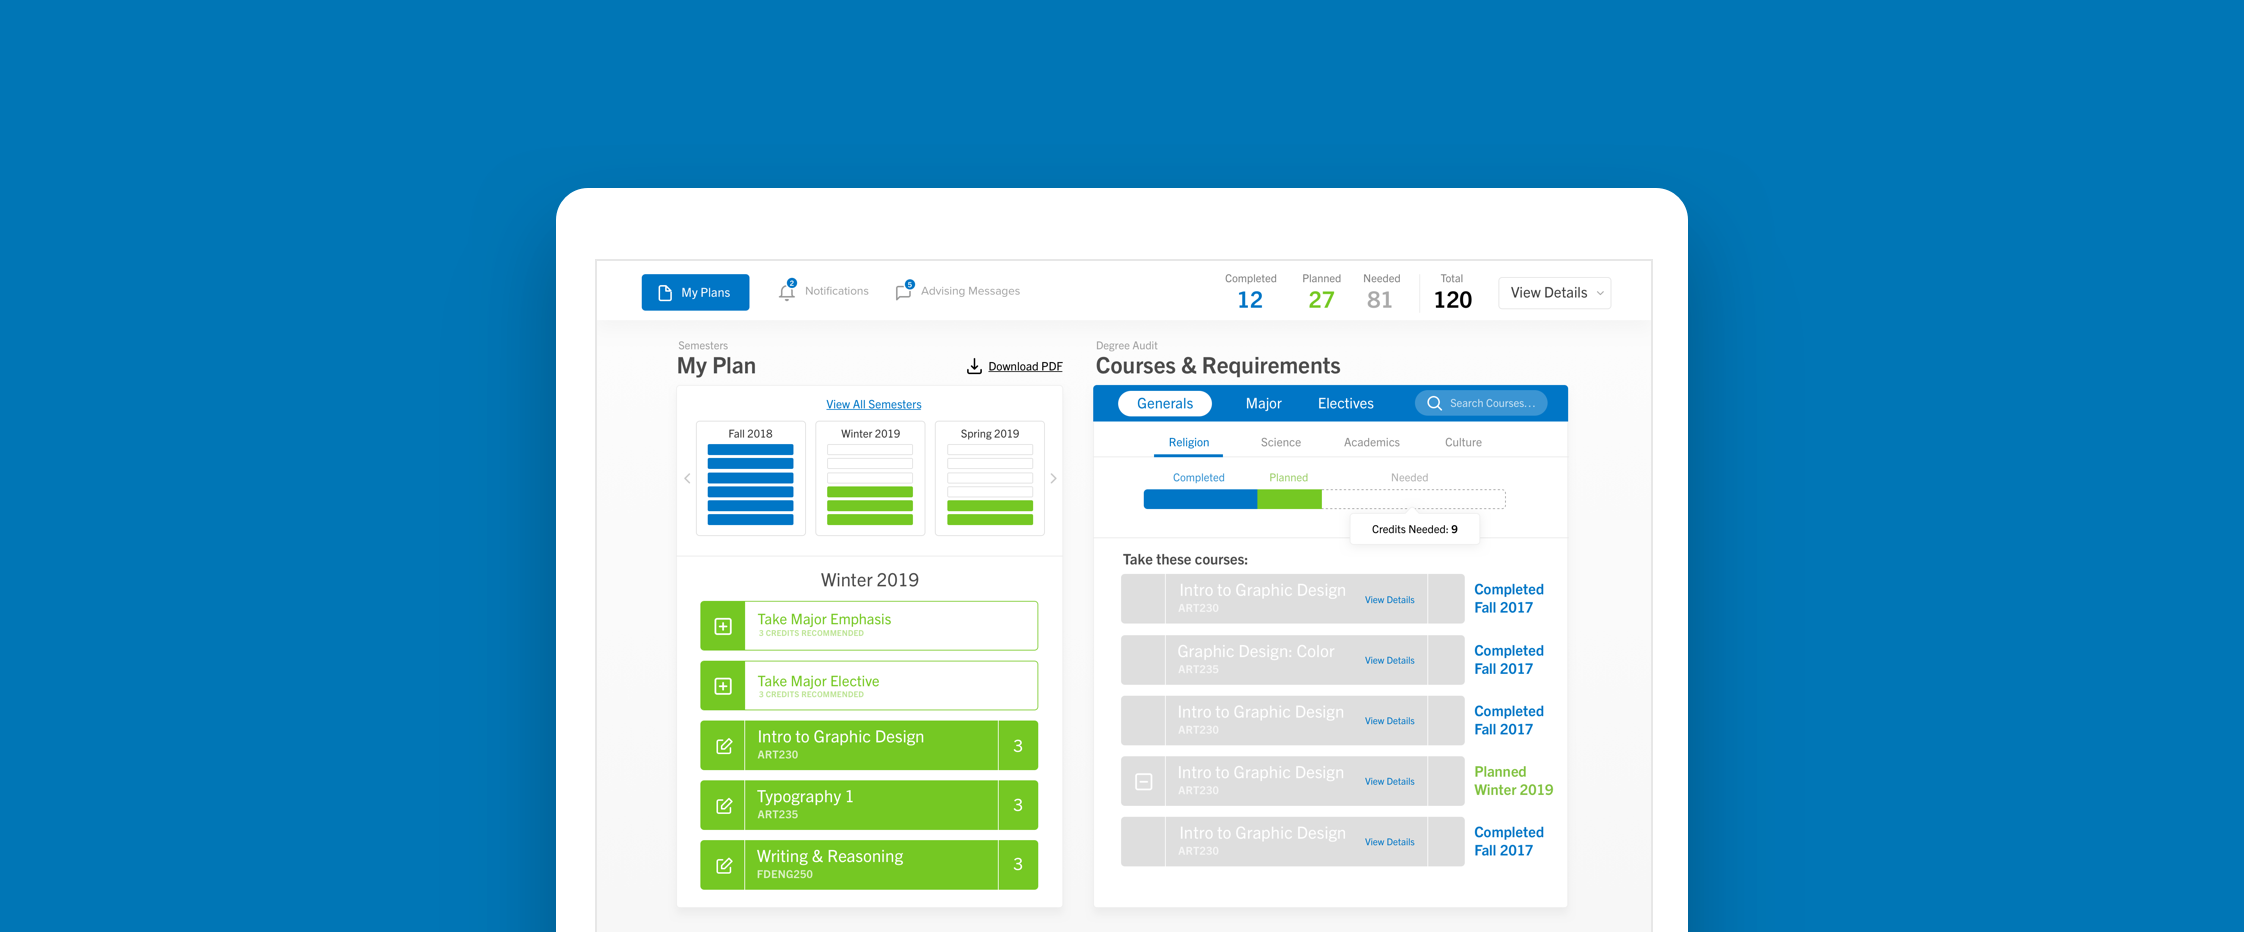 My Plans
2
Notifications
5
Advising Messages
Completed
12
Planned
27
Needed
81
Total
120
View Details
Semesters
My Plan
Download PDF
View All Semesters
Fall 2018
Winter 2019
Spring 2019
Winter 2019
Take Major Emphasis
3 CREDITS RECOMMENDED
Take Major Elective
3 CREDITS RECOMMENDED
Intro to Graphic Design
ART230
3
Typography 1
ART235
3
Writing & Reasoning
FDENG250
3
Degree Audit
Courses & Requirements
Generals
Major
Electives
Search Courses...
Religion
Science
Academics
Culture
Completed
Planned
Needed
Credits Needed: 9
Take these courses:
Intro to Graphic Design
ART230
View Details
Completed
Fall 2017
Graphic Design: Color
ART235
View Details
Completed
Fall 2017
Intro to Graphic Design
ART230
View Details
Completed
Fall 2017
Intro to Graphic Design
ART230
View Details
Planned
Winter 2019
Intro to Graphic Design
ART230
View Details
Completed
Fall 2017